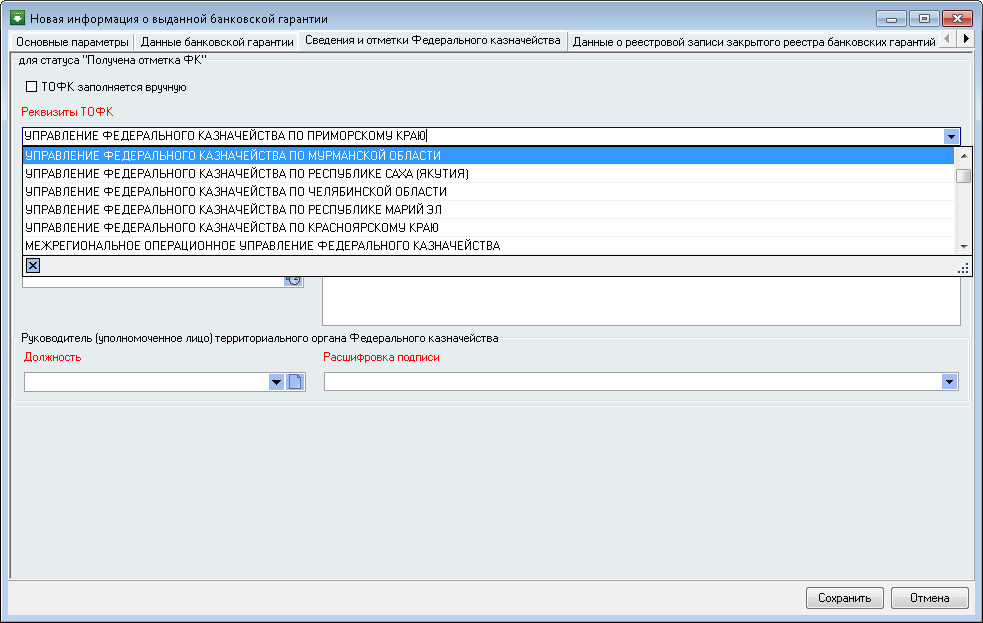 Новая информация о выданной банковской гарантии
Основные параметры Данные банковской гарантии Сведения и отметки Федерального казначейства Данные о реестровой записи закрытого реестра банковских гарантий
для статуса "Получена отметка ФК"
ТОФК заполняется вручную
Реквизиты ТОФК
УПРАВЛЕНИЕ ФЕДЕРАЛЬНОГО КАЗНАЧЕЙСТВА ПО ПРИМОРСКОМУ КРАЮ
УПРАВЛЕНИЕ ФЕДЕРАЛЬНОГО КАЗНАЧЕЙСТВА ПО МУРМАНСКОЙ ОБЛАСТИ
УПРАВЛЕНИЕ ФЕДЕРАЛЬНОГО КАЗНАЧЕЙСТВА ПО РЕСПУБЛИКЕ САХА (ЯКУТИЯ)
УПРАВЛЕНИЕ ФЕДЕРАЛЬНОГО КАЗНАЧЕЙСТВА ПО ЧЕЛЯБИНСКОЙ ОБЛАСТИ
УПРАВЛЕНИЕ ФЕДЕРАЛЬНОГО КАЗНАЧЕЙСТВА ПО РЕСПУБЛИКЕ МАРИЙ ЭЛ
УПРАВЛЕНИЕ ФЕДЕРАЛЬНОГО КАЗНАЧЕЙСТВА ПО КРАСНОЯРСКОМУ КРАЮ
МЕЖРЕГИОНАЛЬНОЕ ОПЕРАЦИОННОЕ УПРАВЛЕНИЕ ФЕДЕРАЛЬНОГО КАЗНАЧЕЙСТВА
Руководитель (уполномоченное лицо) территориального органа Федерального казначейства
Должность Расшифровка подписи
Сохранить Отмена